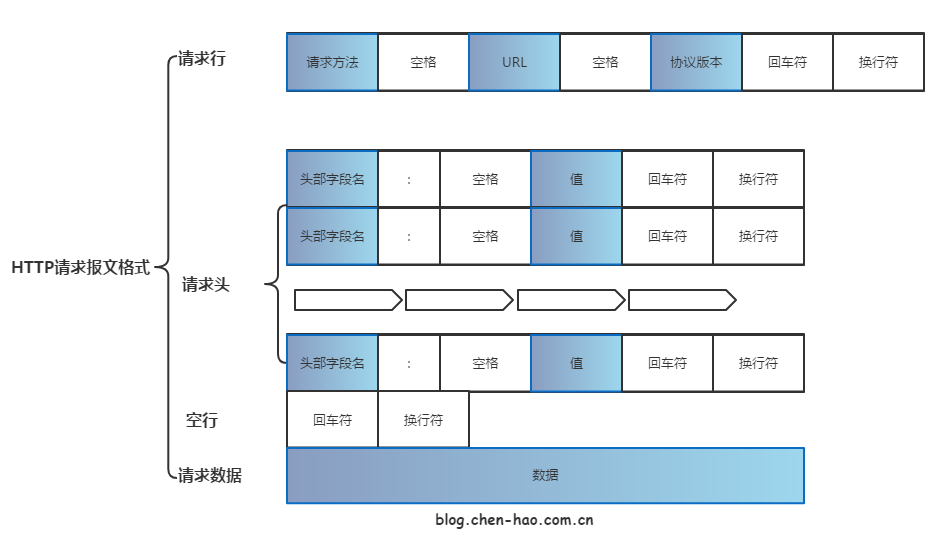 请求行
请求方法 空格 URL 空格 协议版本 回车符 换行符
头部字段名 : 空格 值 回车符 换行符
头部字段名 : 空格 值 回车符 换行符
HTTP请求报文格式
请求头
头部字段名 : 空格 值 回车符 换行符
空行
回车符 换行符
请求数据
数据
blog.chen-hao.com.cn